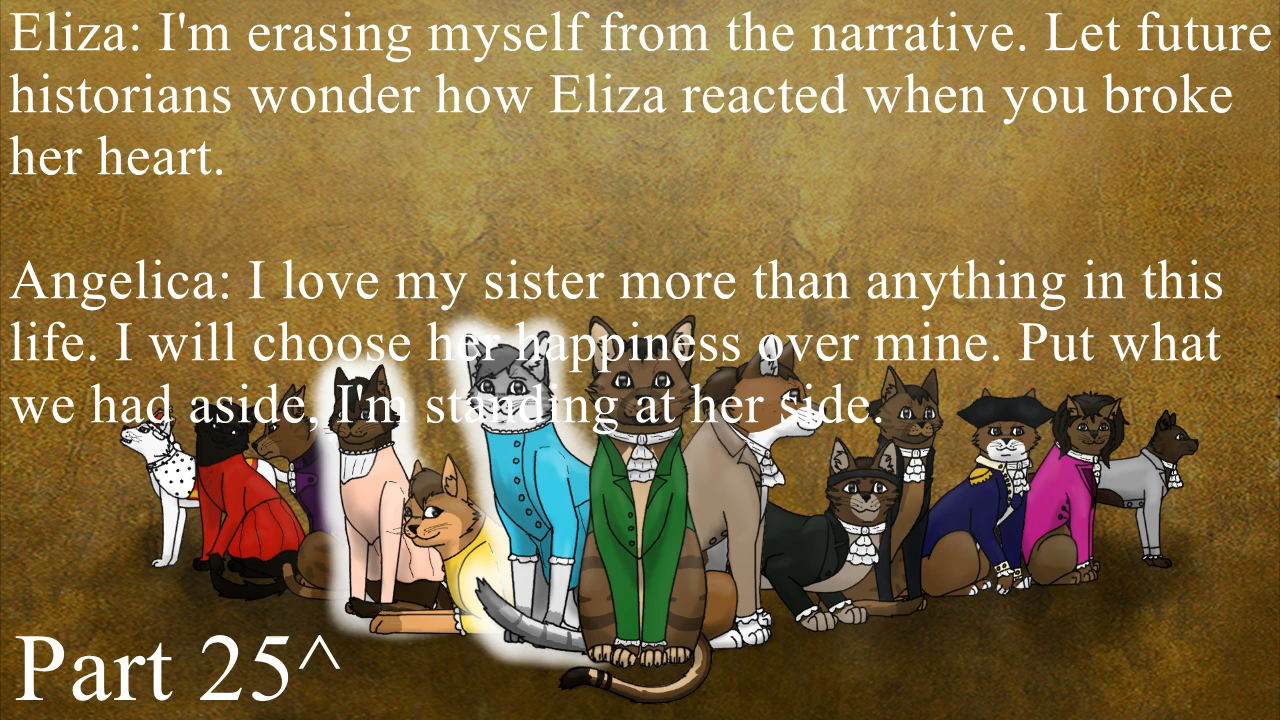 Eliza: I'm erasing myself from the narrative. Let future
historians wonder how Eliza reacted when you broke
her heart.
Angelica: I love my sister more than anything in this
life. I will choose her happiness over mine. Put what
we had aside, I'm standing at her side.
Part 25^